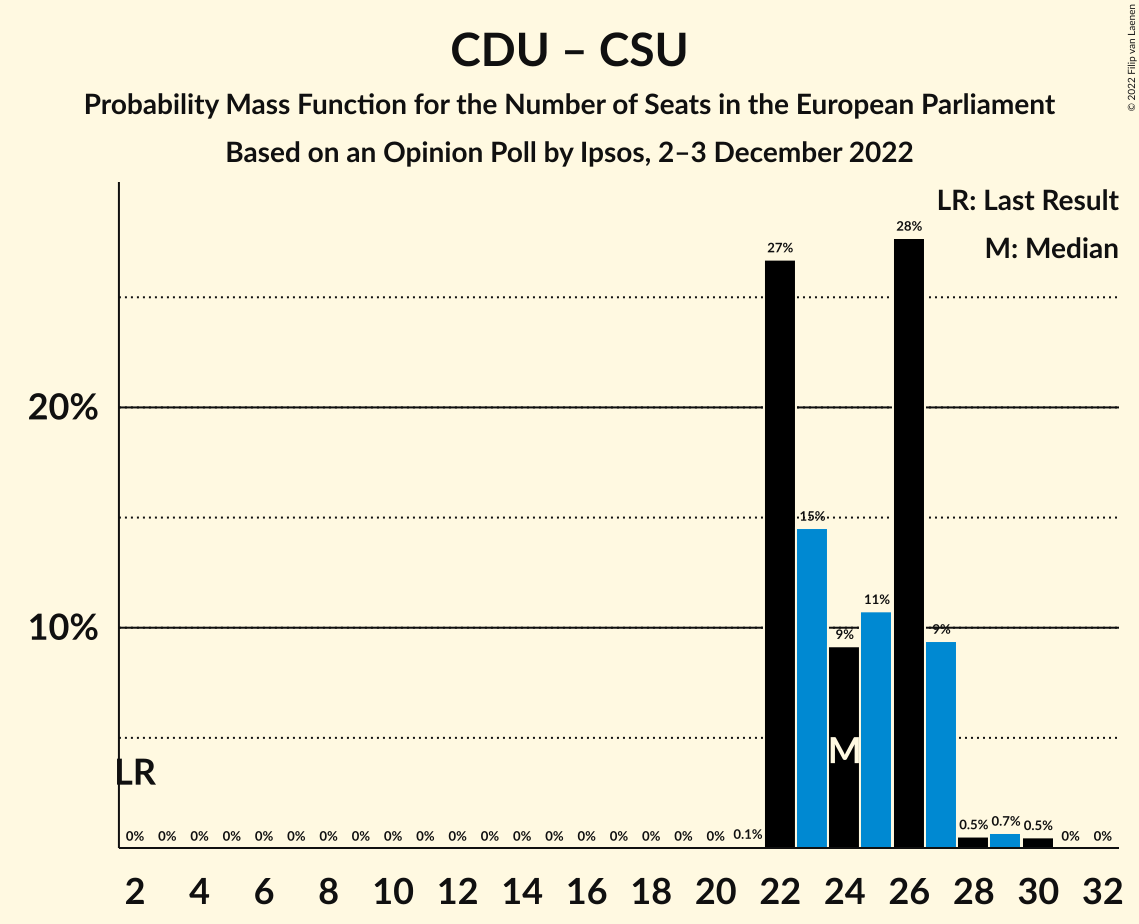 CDU – CSU
Probability Mass Function for the Number of Seats in the European Parliament
Based on an Opinion Poll by Ipsos, 2–3 December 2022
© 2022 Filip van Laenen
LR: Last Result
M: Median
20%
10%
LR
M
0% 0% 0% 0% 0% 0% 0% 0% 0% 0% 0% 0% 0% 0% 0% 0% 0% 0% 0% 0.1% 27% 15% 9% 11% 28% 9% 0.5% 0.7% 0.5% 0% 0%
2 4 6 8 10 12 14 16 18 20 22 24 26 28 30 32